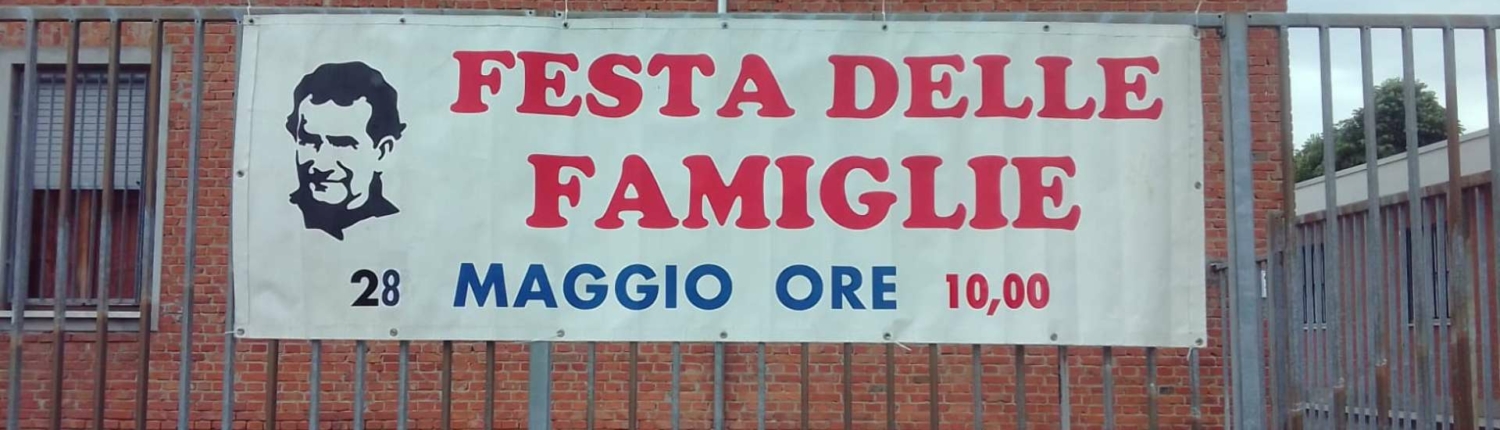 FESTA DELLE
FAMIGLIE
28 MAGGIO ORE 10,00